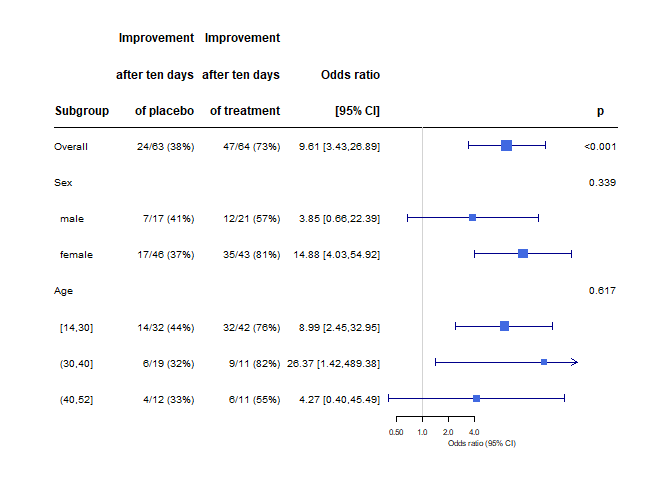 Improvement Improvement
after ten days after ten days Odds ratio
Subgroup of placebo of treatment [95% CI] p
Overall 24/63 (38%) 47/64 (73%) 9.61 [3.43,26.89] <0.001
Sex 0.339
male 7/17 (41%) 12/21 (57%) 3.85 [0.66,22.39]
female 17/46 (37%) 35/43 (81%) 14.88 [4.03,54.92]
Age 0.617
[14,30] 14/32 (44%) 32/42 (76%) 8.99 [2.45,32.95]
(30,40] 6/19 (32%) 9/11 (82%) 26.37 [1.42,489.38]
(40,52] 4/12 (33%) 6/11 (55%) 4.27 [0.40,45.49]
0.50 1.0 2.0 4.0
Odds ratio (95% CI)